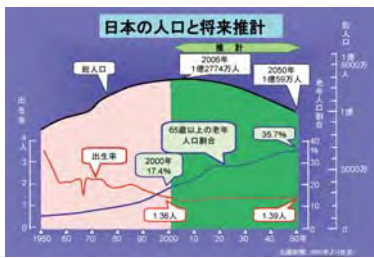 日本の人口と将来推計
推計
総人口
1億5000万人
総人口
2006年
1億2774万人
2050年
1億59万人
出生率
4人
3
2
1
0
65歳以上の老年
人口割合
出生率
2000年
17.4%
35.7%
1.36人
1.39人
老年人口割合
40%
30
20
10
0
1億
5000万
0
1950
60
70
80
90
2000
10
20
30
40
50年